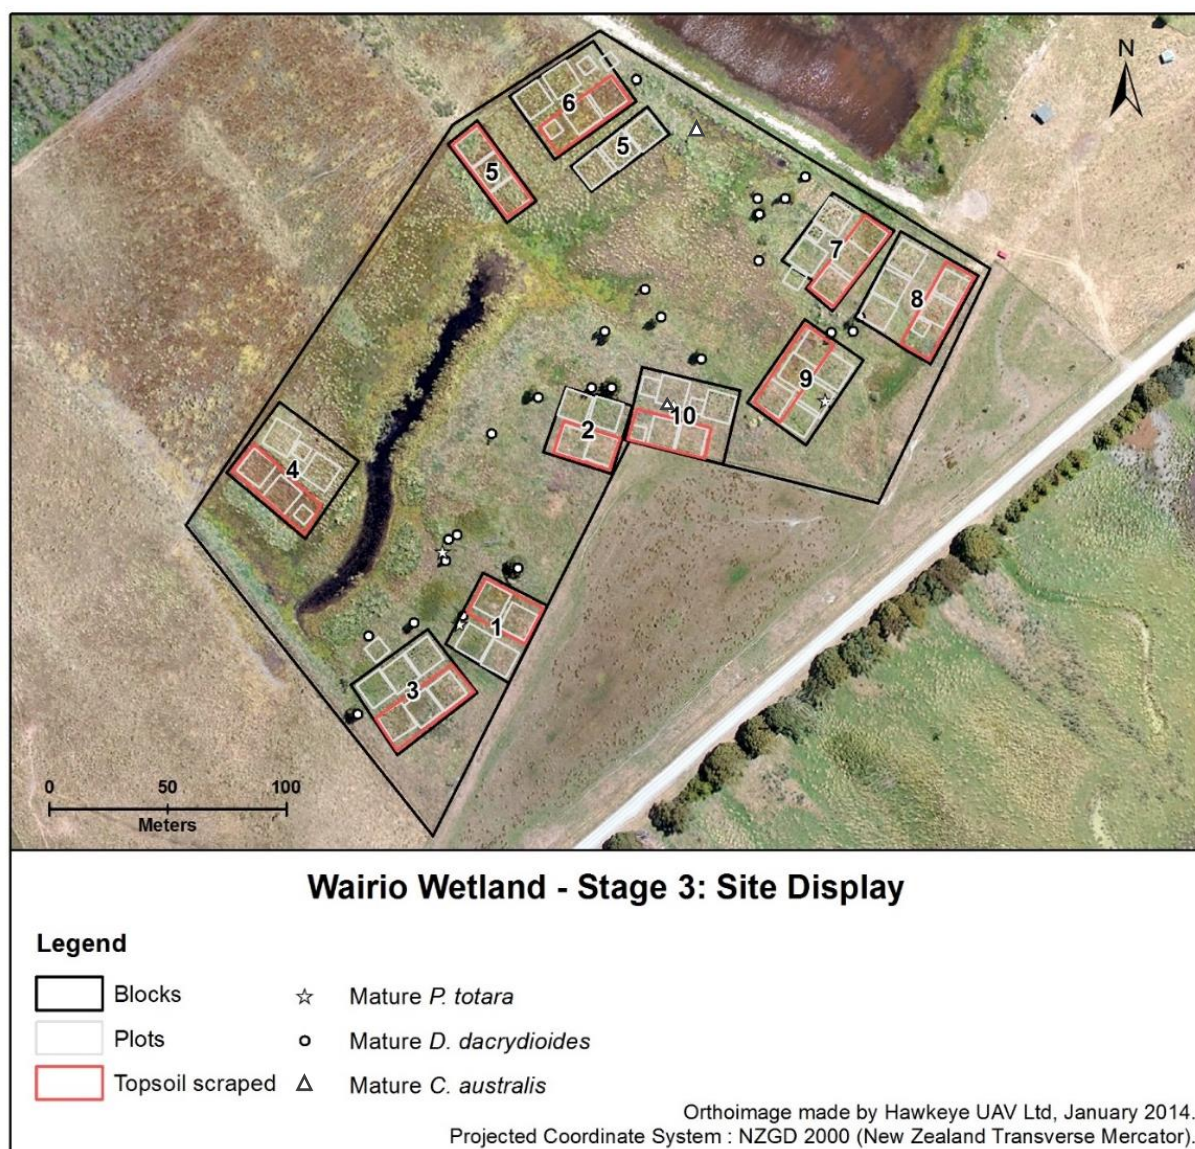 N
6
5
5
7
8
9
10
2
4
1
3
0 50 100
Meters
Wairio Wetland - Stage 3: Site Display
Legend
Blocks
Mature P. totara
Plots
Mature D. dacrydioides
Topsoil scraped
Mature C. australis
Orthoimage made by Hawkeye UAV Ltd, January 2014.
Projected Coordinate System : NZGD 2000 (New Zealand Transverse Mercator).